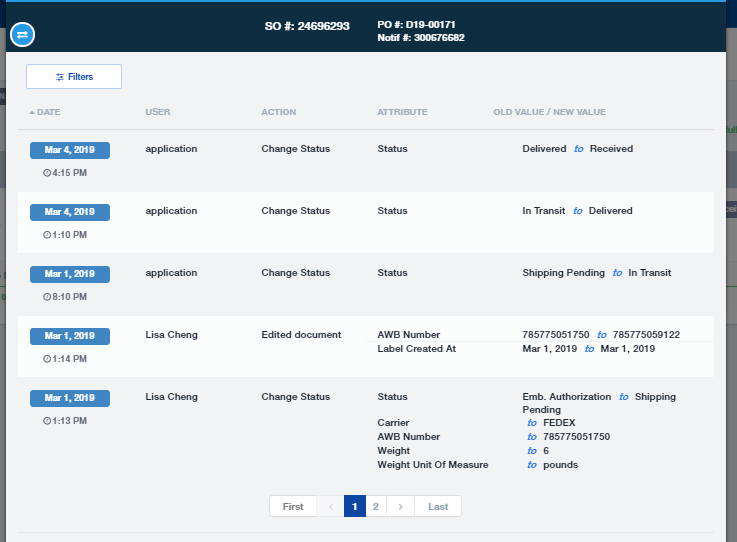 SO #: 24696293
PO #: D19-00171
Notif #: 300676682
Filters
DATE USER ACTION ATTRIBUTE OLD VALUE / NEW VALUE
Mar 4, 2019 application Change Status Status Delivered to Received
4:15 PM
Mar 4, 2019 application Change Status Status In Transit to Delivered
1:10 PM
Mar 1, 2019 application Change Status Status Shipping Pending to In Transit
8:10 PM
Mar 1, 2019 Lisa Cheng Edited document AWB Number 785775051750 to 785775059122
Label Created At Mar 1, 2019 to Mar 1, 2019
1:14 PM
Mar 1, 2019 Lisa Cheng Change Status Status Emb. Authorization to Shipping
Pending
1:13 PM
Carrier to FEDEX
AWB Number to 785775051750
Weight to 6
Weight Unit Of Measure to pounds
First ‹ 1 2 › Last